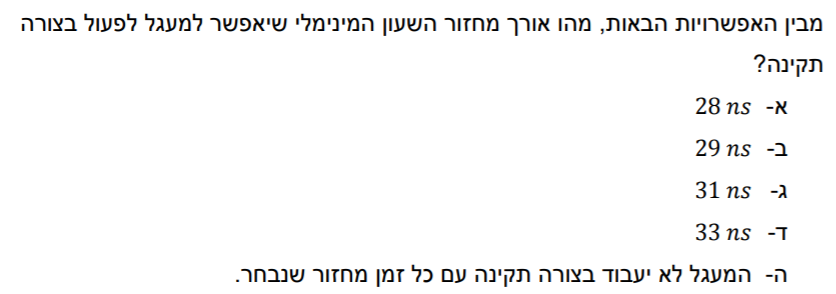 מבין האפשרויות הבאות, מהו אורך מחזור השעון המינימלי שיאפשר למעגל לפעול בצורה
תקינה?
א- 28 ns
ב- 29 ns
ג- 31 ns
ד- 33 ns
ה- המעגל לא יעבוד בצורה תקינה עם כל זמן מחזור שנבחר.